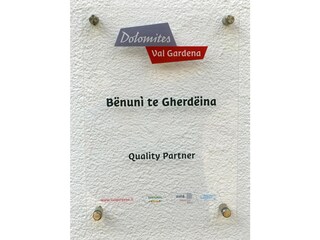 Dolomites
Val Gardena
Bënunì te Gherdëina
Quality Partner